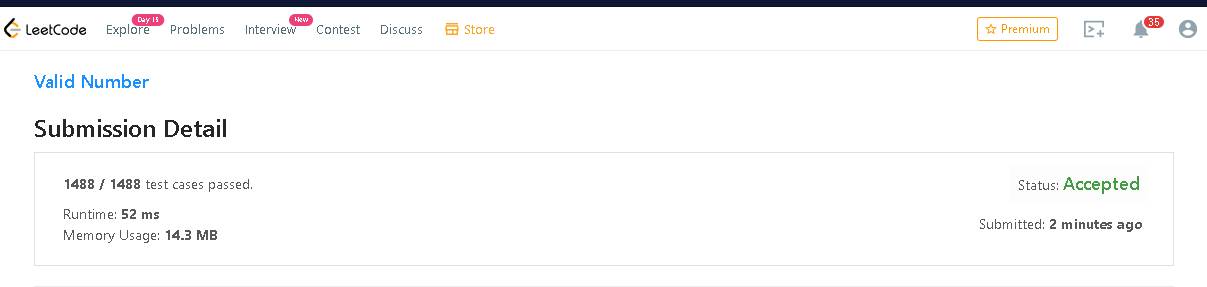 Day 15 New
LeetCode Explore Problems Interview Contest Discuss Store Premium 35
Valid Number
Submission Detail
1488 / 1488 test cases passed. Status: Accepted
Runtime: 52 ms
Submitted: 2 minutes ago
Memory Usage: 14.3 MB